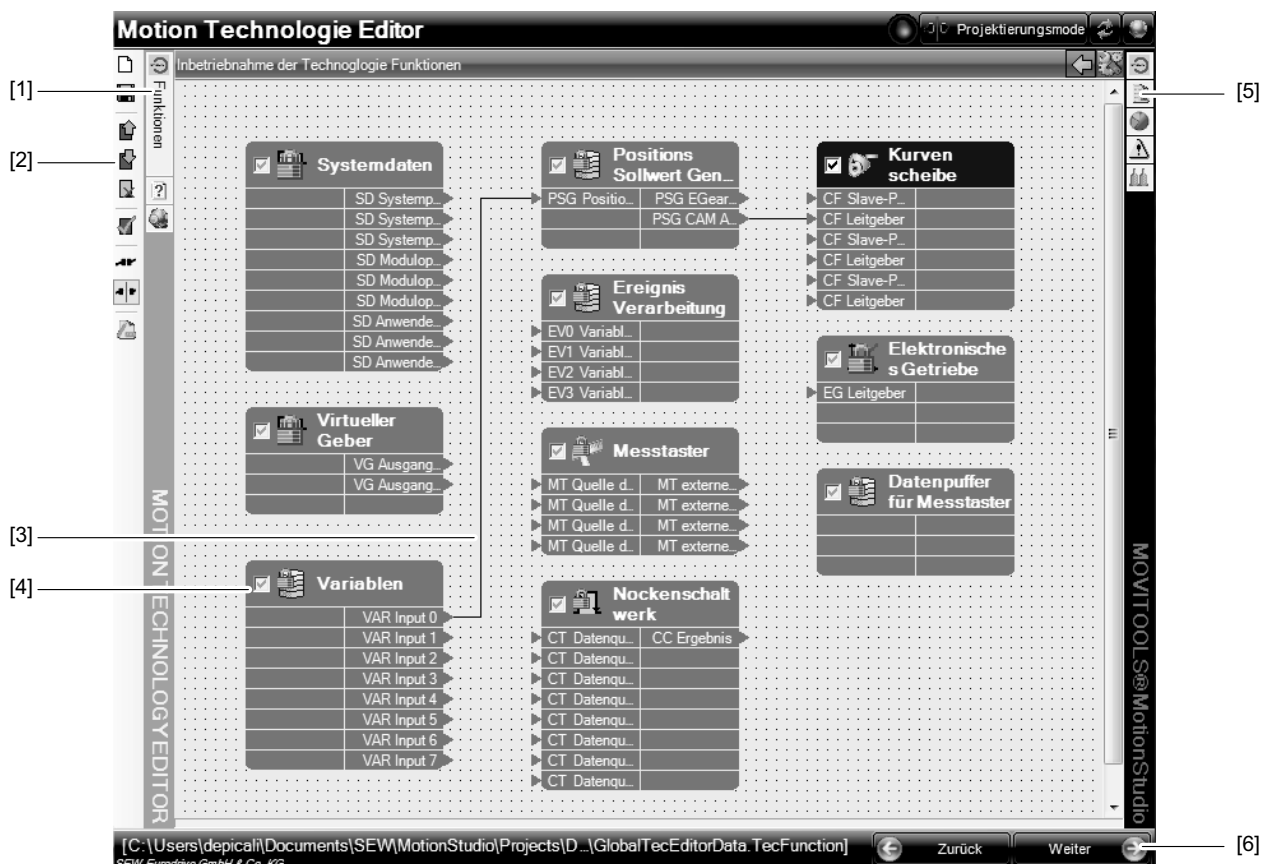 Motion Technologie Editor
Projektierungsmode
Inbetriebnahme der Technoglogie Funktionen
[1]
[2]
[3]
[4]
[5]
[6]
Funktionen
MOTION TECHNOLOGY EDITOR
Systemdaten
SD Systemp...
SD Systemp...
SD Systemp...
SD Modulop...
SD Modulop...
SD Modulop...
SD Anwende...
SD Anwende...
SD Anwende...
Virtueller
Geber
VG Ausgang...
VG Ausgang...
Variablen
VAR Input 0
VAR Input 1
VAR Input 2
VAR Input 3
VAR Input 4
VAR Input 5
VAR Input 6
VAR Input 7
Positions
Sollwert Gen...
PSG Positio... PSG EGear...
PSG CAM A...
Ereignis
Verarbeitung
EV0 Variabl...
EV1 Variabl...
EV2 Variabl...
EV3 Variabl...
Messtaster
MT Quelle d... MT externe...
MT Quelle d... MT externe...
MT Quelle d... MT externe...
MT Quelle d... MT externe...
Nockenschalt
werk
CT Datenqu... CC Ergebnis
CT Datenqu...
CT Datenqu...
CT Datenqu...
CT Datenqu...
CT Datenqu...
CT Datenqu...
CT Datenqu...
Kurven
scheibe
CF Slave-P...
CF Leitgeber
CF Slave-P...
CF Leitgeber
CF Slave-P...
CF Leitgeber
Elektronische
s Getriebe
EG Leitgeber
Datenpuffer
für Messtaster
MOVITOOLS®MotionStudio
[C:\Users\depicali\Documents\SEW\MotionStudio\Projects\D...\GlobalTecEditorData.TecFunction]
Zurück
Weiter
SEW Eurodrive GmbH & Co. KG